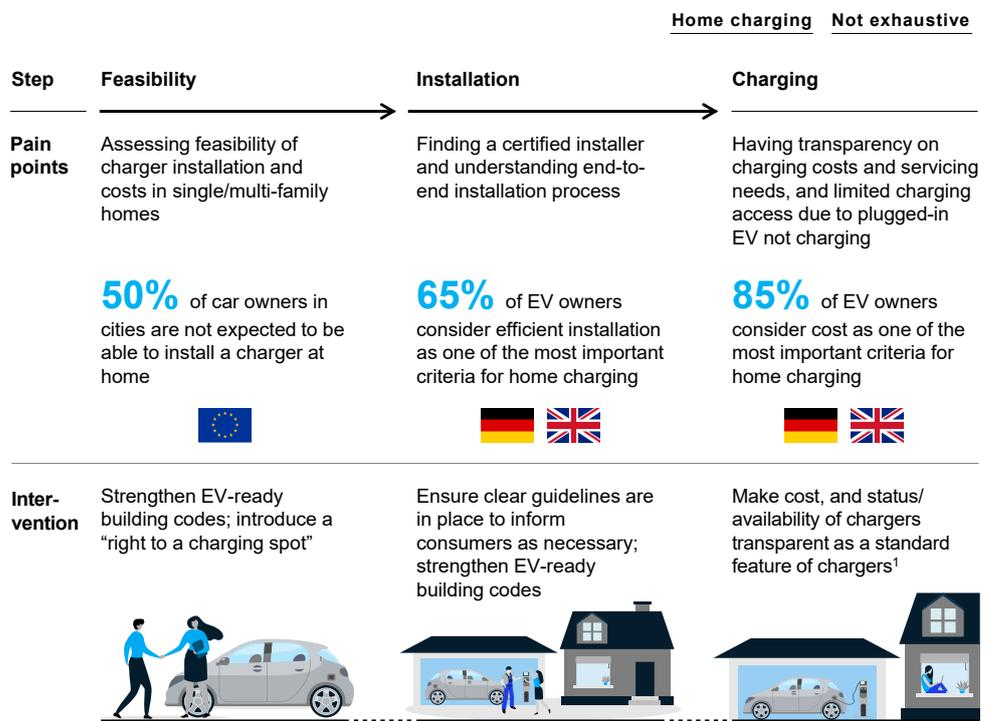 Home charging
Not exhaustive
Step
Feasibility
Installation
Charging
Pain
points
Assessing feasibility of
charger installation and
costs in single/multi-family
homes
Finding a certified installer
and understanding end-to-
end installation process
Having transparency on
charging costs and servicing
needs, and limited charging
access due to plugged-in
EV not charging
50% of car owners in
cities are not expected to be
able to install a charger at
home
65% of EV owners
consider efficient installation
as one of the most important
criteria for home charging
85% of EV owners
consider cost as one of the
most important criteria for
home charging
Inter-
vention
Strengthen EV-ready
building codes; introduce a
“right to a charging spot”
Ensure clear guidelines are
in place to inform
consumers as necessary;
strengthen EV-ready
building codes
Make cost, and status/
availability of chargers
transparent as a standard
feature of chargers¹